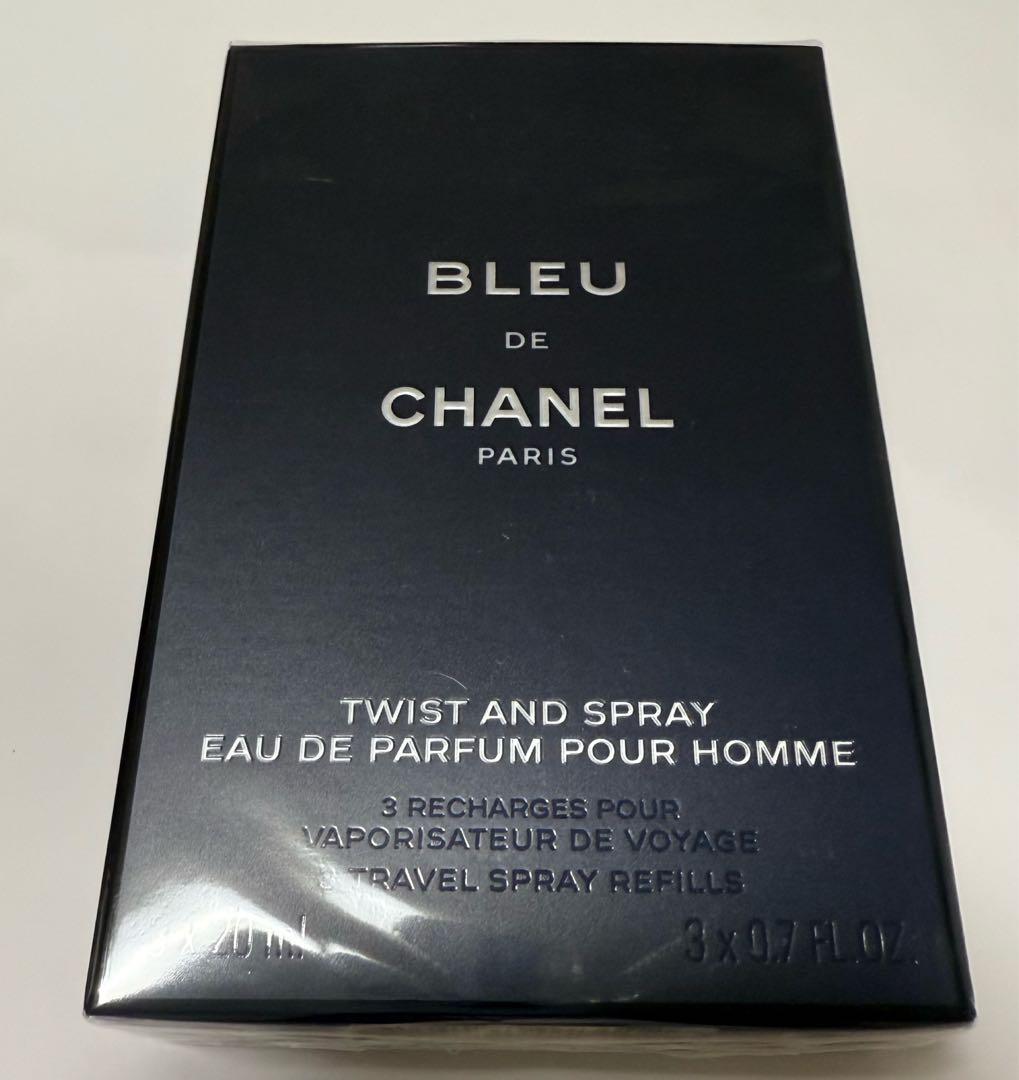 BLEU
DE
CHANEL
PARIS
TWIST AND SPRAY
EAU DE PARFUM POUR HOMME
3 RECHARGES POUR
VAPORISATEUR DE VOYAGE
3 TRAVEL SPRAY REFILLS
3 x 20 ml
3 x 0.7 FL.OZ.